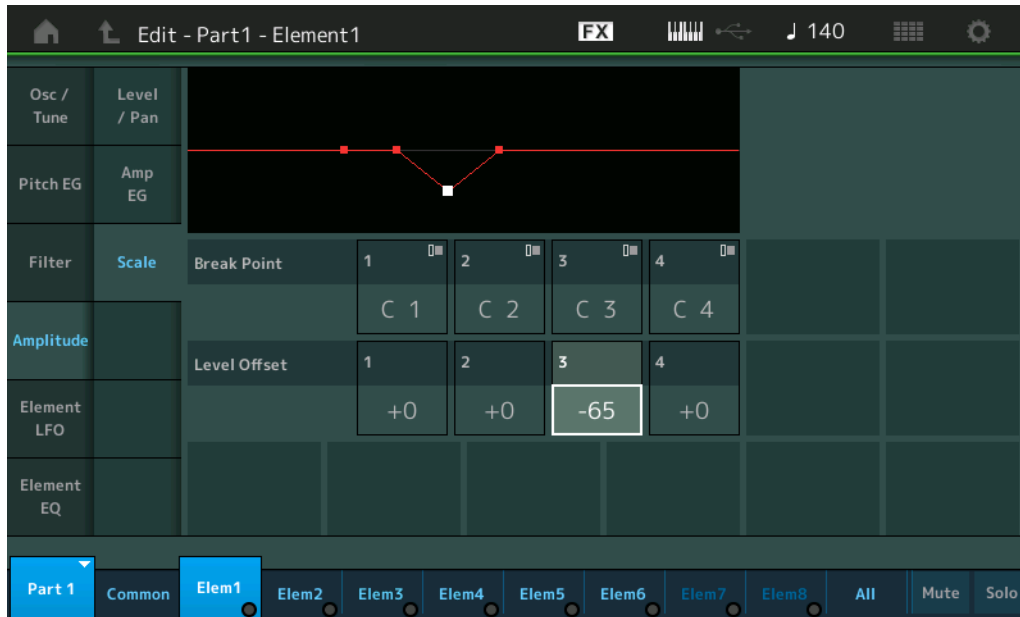 Edit - Part1 - Element1 FX ♩ 140
Osc /
Tune
Level
/ Pan
Pitch EG
Amp
EG
Filter
Scale
Break Point 1 2 3 4
C 1 C 2 C 3 C 4
Amplitude
Level Offset 1 2 3 4
+0 +0 -65 +0
Element
LFO
Element
EQ
Part 1 Common Elem1 Elem2 Elem3 Elem4 Elem5 Elem6 Elem7 Elem8 All Mute Solo